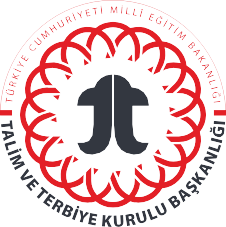 TÜRKİYE CUMHURİYETİ MİLLİ EĞİTİM BAKANLIĞI
TALİM VE TERBİYE KURULU BAŞKANLIĞI